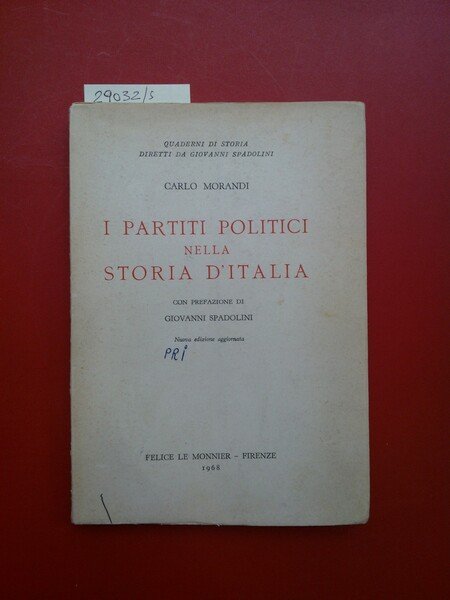 29032/s
QUADERNI DI STORIA
DIRETTI DA GIOVANNI SPADOLINI
CARLO MORANDI
I PARTITI POLITICI
NELLA
STORIA D'ITALIA
CON PREFAZIONE DI
GIOVANNI SPADOLINI
Nuova edizione aggiornata
PRI
FELICE LE MONNIER - FIRENZE
1968